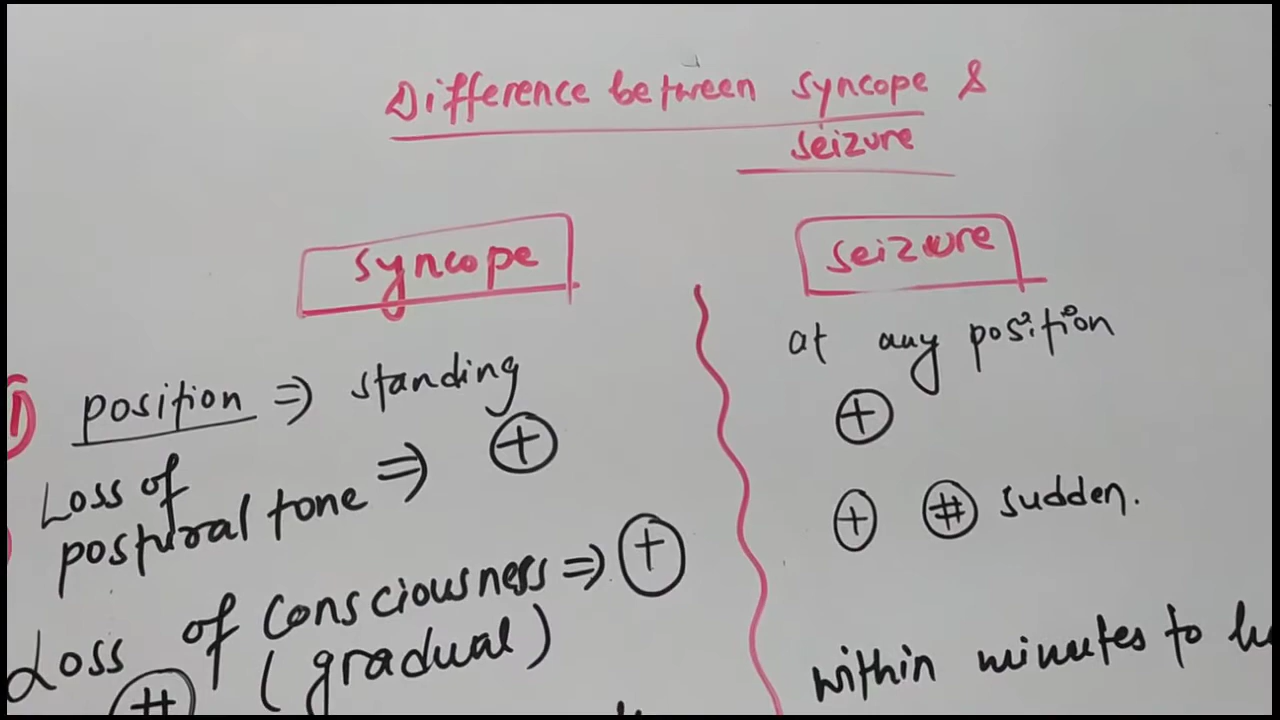 Difference between syncope &
seizure
syncope
seizure
1) position ⇒ standing
at any position
Loss of
postural tone ⇒ ⊕
⊕
Loss of consciousness ⇒ ⊕
(gradual)
⊕ # sudden.
#
within minutes to